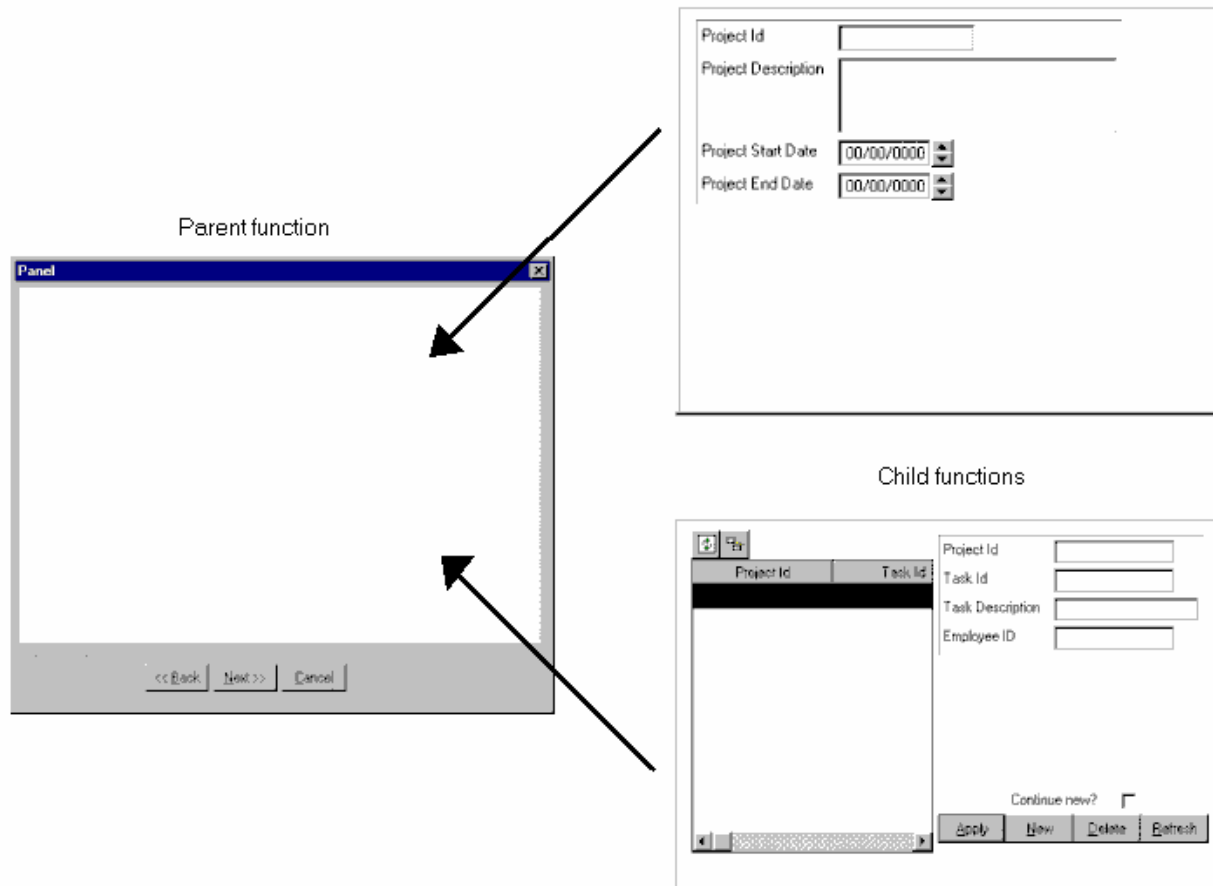 Parent function
Panel
<< Back
Next >>
Cancel
Project Id
Project Description
Project Start Date
00/00/0000
Project End Date
00/00/0000
Child functions
Project Id
Task Id
Project Id
Task Id
Task Description
Employee ID
Continue new?
Apply
New
Delete
Refresh